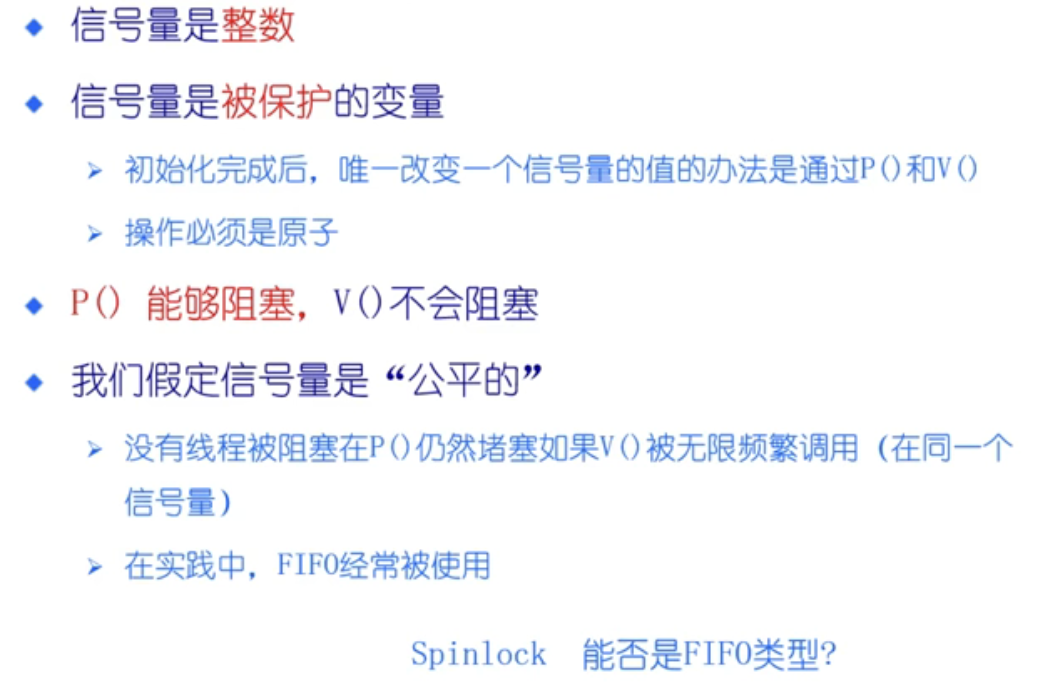 信号量是整数
信号量是被保护的变量
初始化完成后，唯一改变一个信号量的值的办法是通过P()和V()
操作必须是原子
P() 能够阻塞，V()不会阻塞
我们假定信号量是“公平的”
没有线程被阻塞在P()仍然堵塞如果V()被无限频繁调用（在同一个
信号量）
在实践中，FIFO经常被使用
Spinlock 能否是FIFO类型?